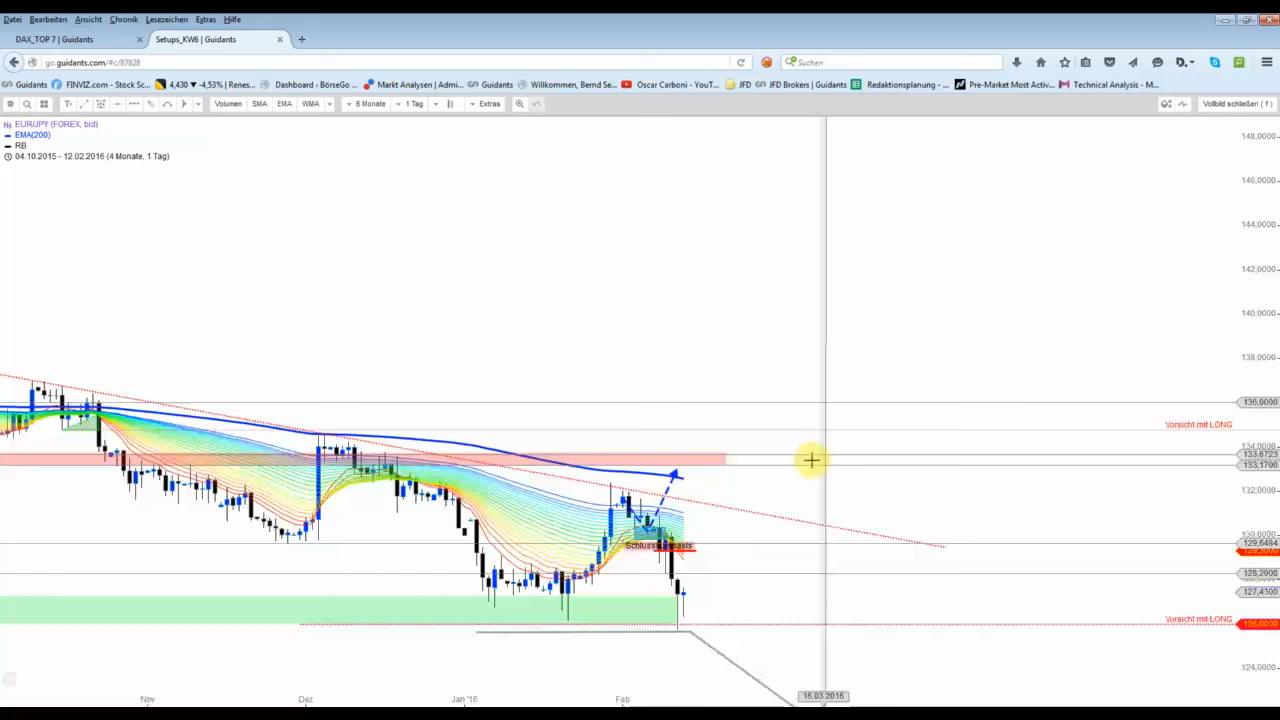 Datei Bearbeiten Ansicht Chronik Lesezeichen Extras Hilfe
DAX_TOP 7 | Guidants × Setups_KW6 | Guidants × +
go.guidants.com/#c/87828 Suchen
Guidants FINVIZ.com - Stock Sc... 4,430 ▼ -4,53% | Renes... Dashboard ‹ BörseGo ... Markt Analysen | Admi... Guidants Willkommen, Bernd Se... Oscar Carboni - YouT... JFD JFD Brokers | Guidants Redaktionsplanung - ... Pre-Market Most Activ... Technical Analysis - M...
Volumen SMA EMA WMA 6 Monate 1 Tag Extras Vollbild schließen ( f )
EUR/JPY (FOREX, bid)
EMA(200)
RB
04.10.2015 - 12.02.2016 (4 Monate, 1 Tag)
148,0000
146,0000
144,0000
142,0000
140,0000
138,0000
136,0000
Vorsicht mit LONG
134,0000
133,6723
133,1700
132,0000
130,0000
129,6484
Schlusskursbasis
128,2900
127,4300
Vorsicht mit LONG
126,0000
124,0000
16.03.2016
Nov Dez Jan '16 Feb